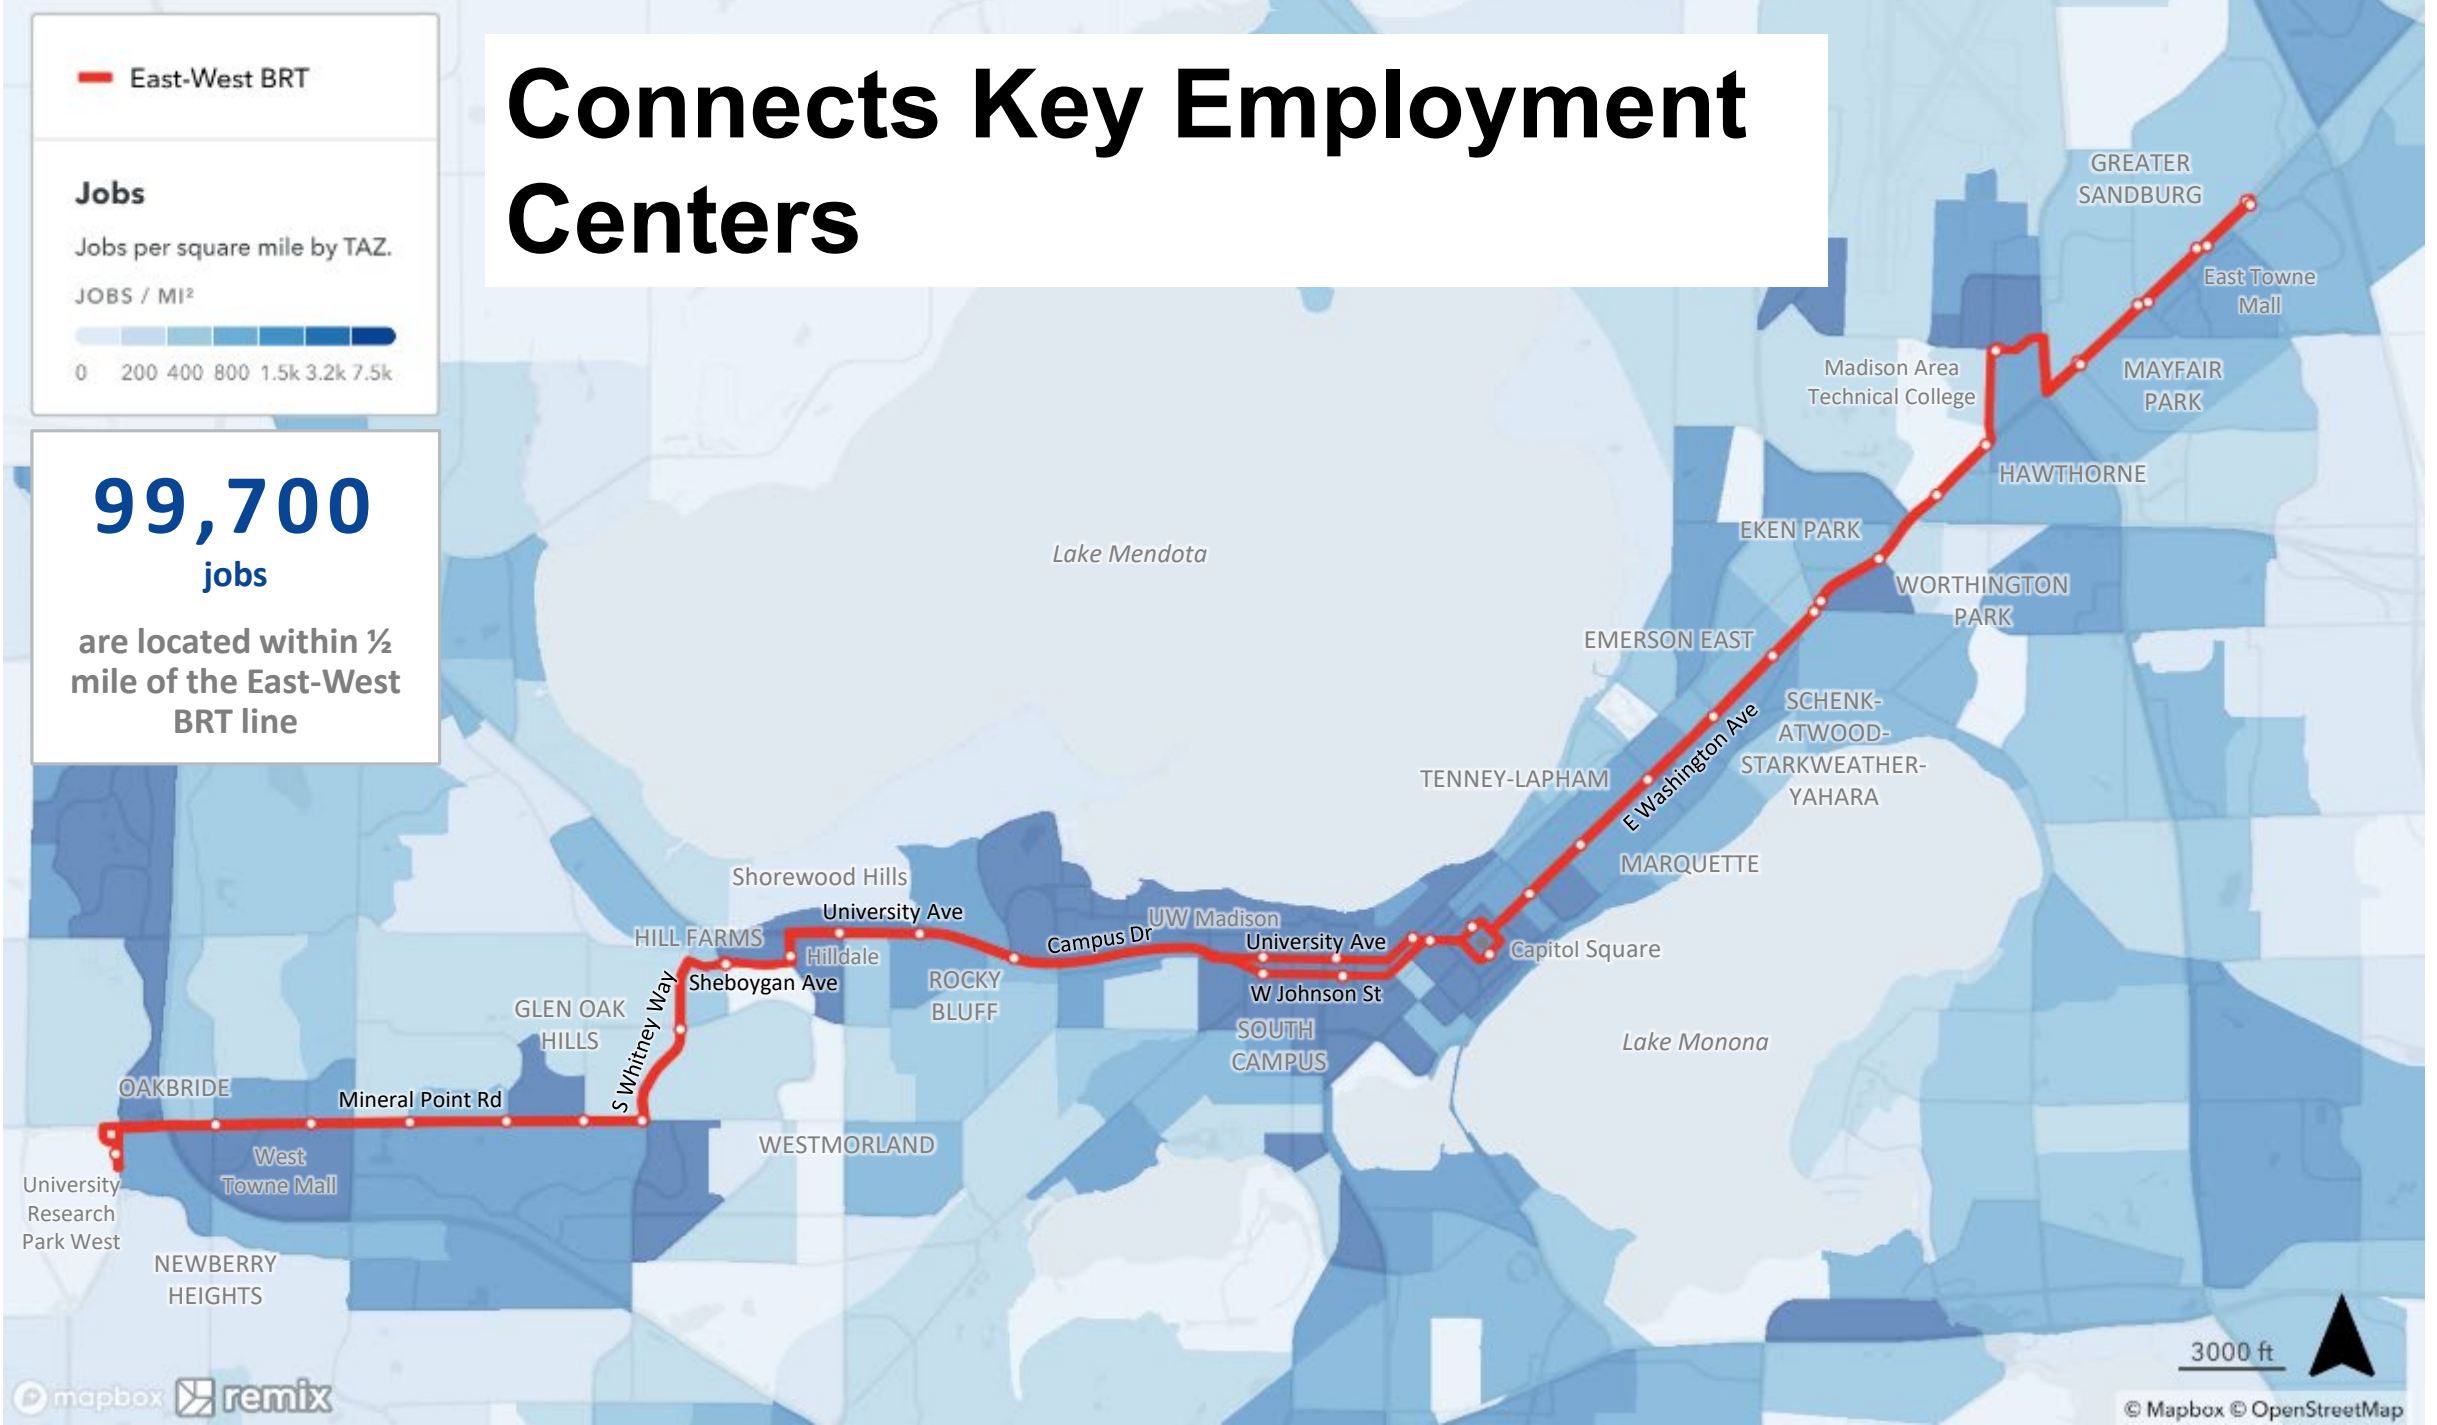 East-West BRT
Jobs
Jobs per square mile by TAZ.
JOBS / MI²
0 200 400 800 1.5k 3.2k 7.5k
99,700
jobs
are located within ½
mile of the East-West
BRT line
Connects Key Employment
Centers
GREATER
SANDBURG
East Towne
Mall
Madison Area
Technical College
MAYFAIR
PARK
HAWTHORNE
Lake Mendota
EKEN PARK
WORTHINGTON
PARK
EMERSON EAST
SCHENK-
ATWOOD-
STARKWEATHER-
YAHARA
E Washington Ave
TENNEY-LAPHAM
MARQUETTE
Shorewood Hills
University Ave
UW Madison
HILL FARMS
Hilldale
Campus Dr
University Ave
Capitol Square
Sheboygan Ave
ROCKY
BLUFF
W Johnson St
S Whitney Way
GLEN OAK
HILLS
SOUTH
CAMPUS
Lake Monona
OAKBRIDE
Mineral Point Rd
WESTMORLAND
West
Towne Mall
University
Research
Park West
NEWBERRY
HEIGHTS
3000 ft
mapbox remix
© Mapbox © OpenStreetMap